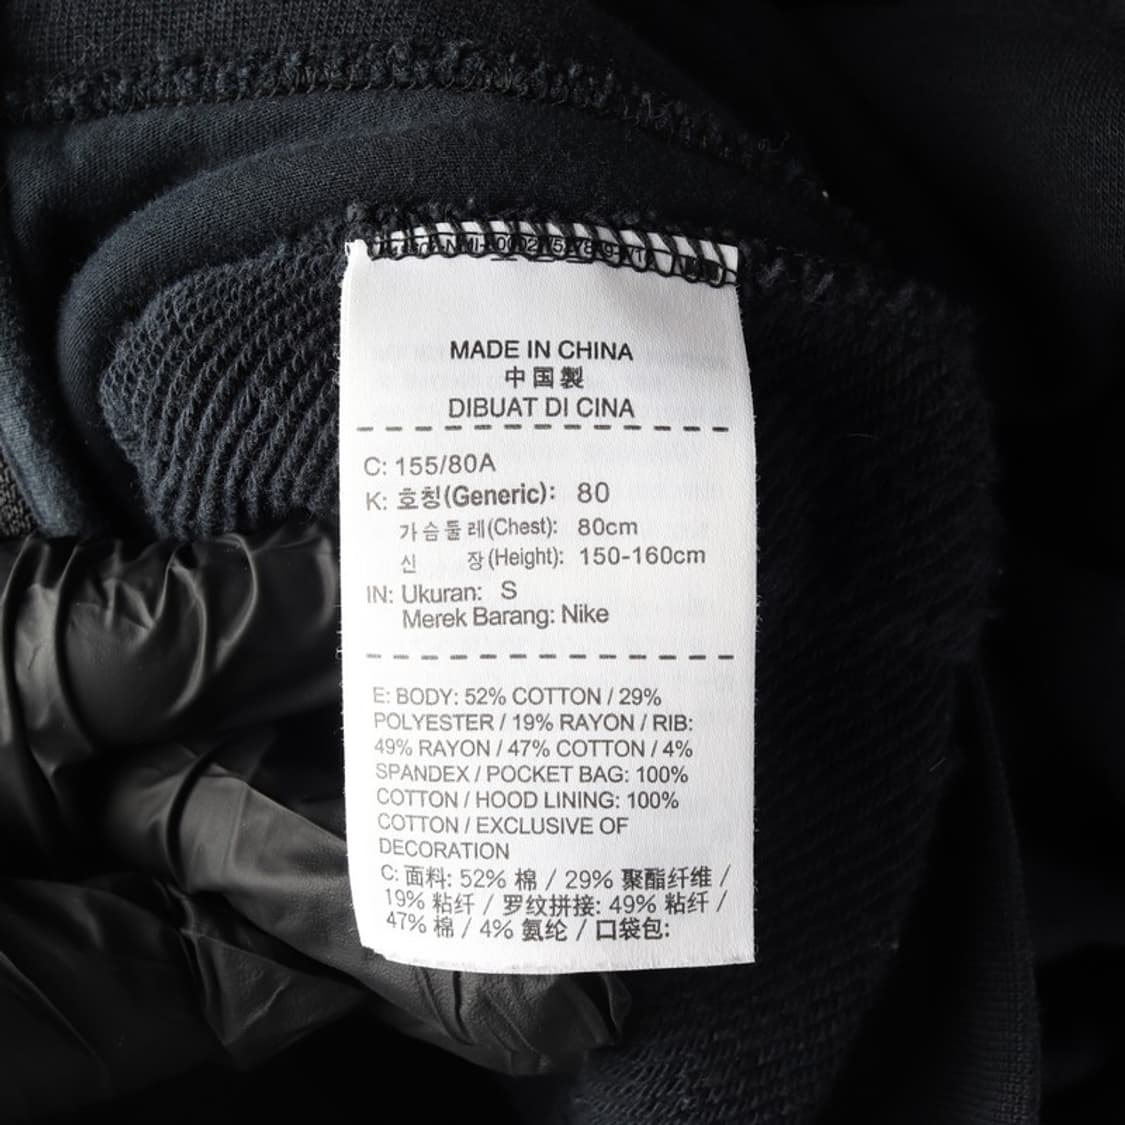 MADE IN CHINA
中国製
DIBUAT DI CINA
C: 155/80A
K: 호칭(Generic): 80
가슴둘레(Chest): 80cm
신 장(Height): 150-160cm
IN: Ukuran: S
Merek Barang: Nike
E: BODY: 52% COTTON / 29%
POLYESTER / 19% RAYON / RIB:
49% RAYON / 47% COTTON / 4%
SPANDEX / POCKET BAG: 100%
COTTON / HOOD LINING: 100%
COTTON / EXCLUSIVE OF
DECORATION
C: 面料: 52% 棉 / 29% 聚酯纤维 /
19% 粘纤 / 罗纹拼接: 49% 粘纤 /
47% 棉 / 4% 氨纶 / 口袋包: